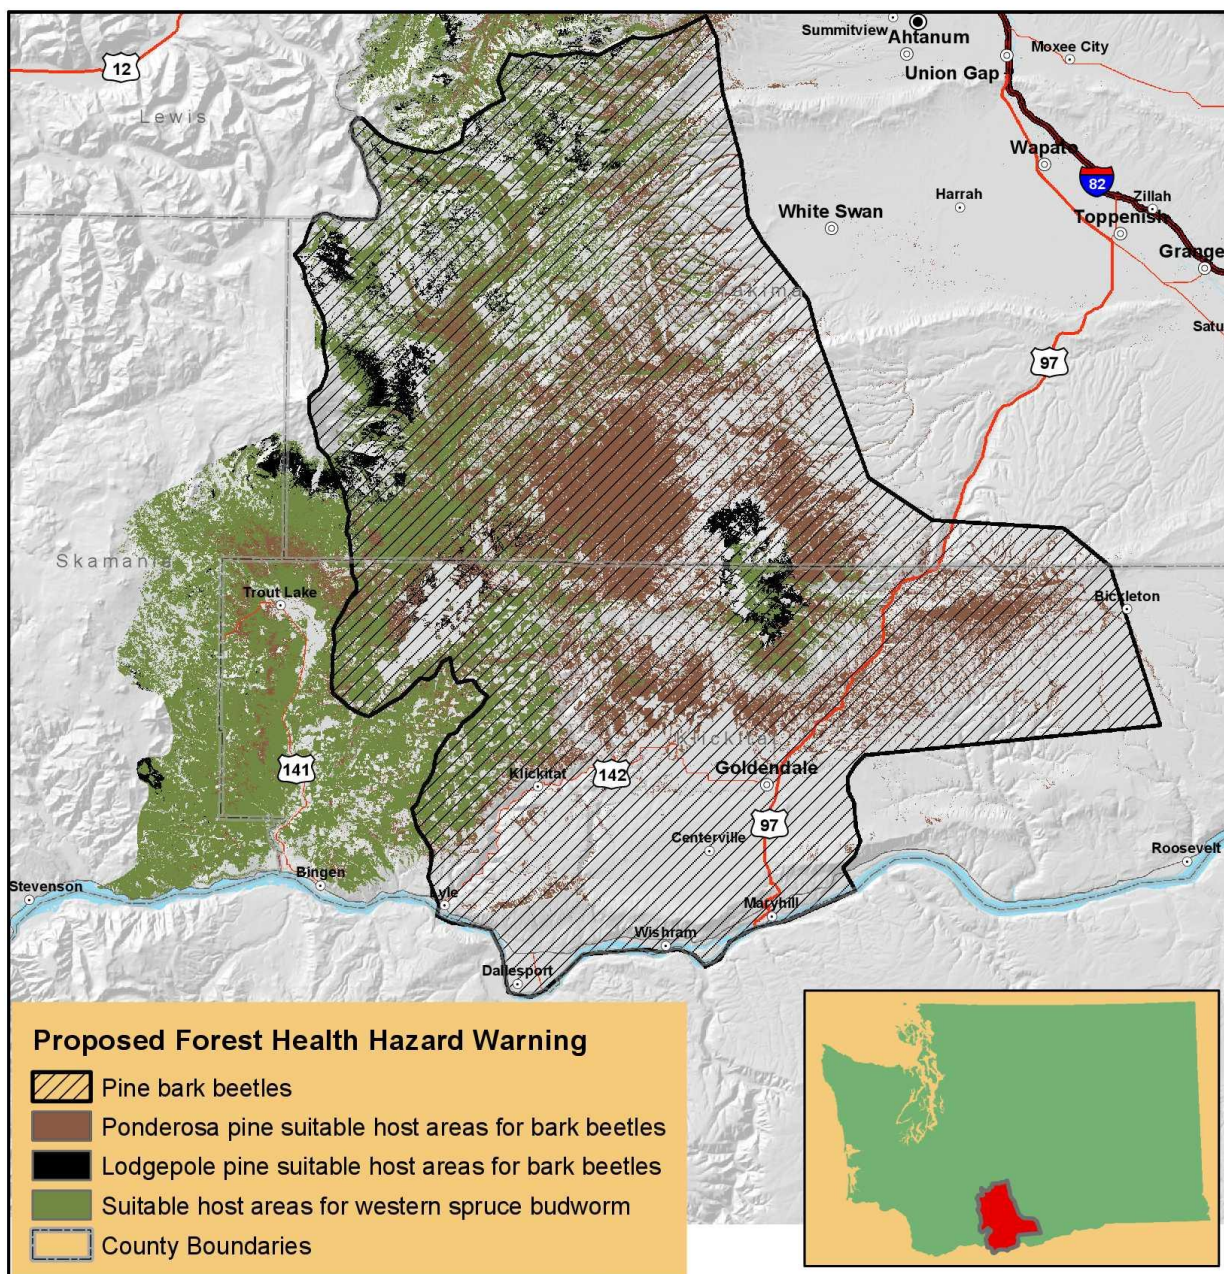 Summitview
Ahtanum
Moxee City
12
Union Gap
Lewis
Wapato
82
Harrah
Zillah
White Swan
Toppenish
Grange
Yakima
Satu
97
Skamania
Trout Lake
Bickleton
Klickitat
141
Klickitat
142
Goldendale
97
Centerville
Roosevelt
Stevenson
Bingen
Lyle
Maryhill
Wishram
Dallesport
Proposed Forest Health Hazard Warning
Pine bark beetles
Ponderosa pine suitable host areas for bark beetles
Lodgepole pine suitable host areas for bark beetles
Suitable host areas for western spruce budworm
County Boundaries